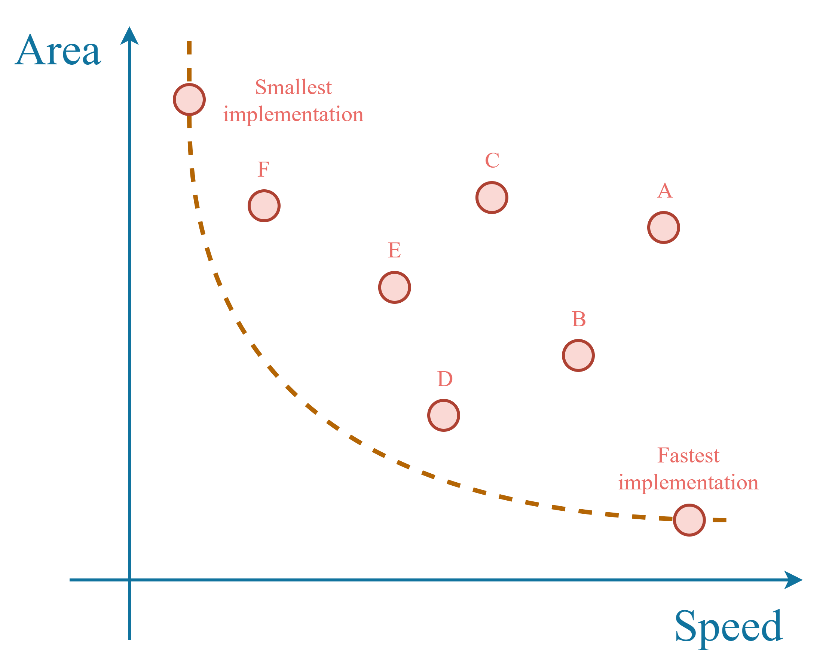 Area
Smallest
implementation
C
F
A
E
B
D
Fastest
implementation
Speed